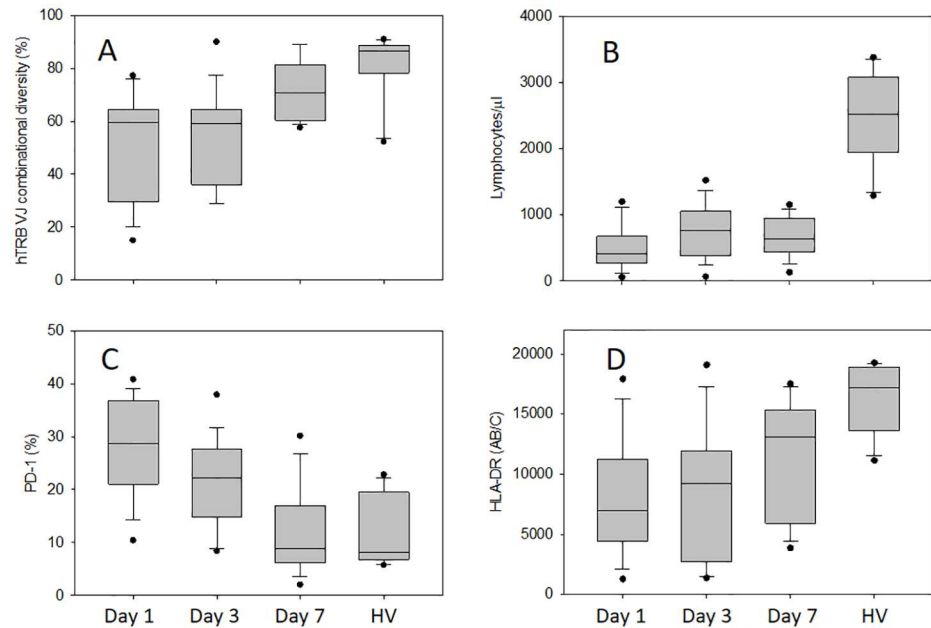 A
hTRB VJ combinational diversity (%)
100
80
60
40
20
0
B
Lymphocytes/µl
4000
3000
2000
1000
0
C
PD-1 (%)
50
40
30
20
10
0
Day 1 Day 3 Day 7 HV
D
HLA-DR (AB/C)
20000
15000
10000
5000
0
Day 1 Day 3 Day 7 HV